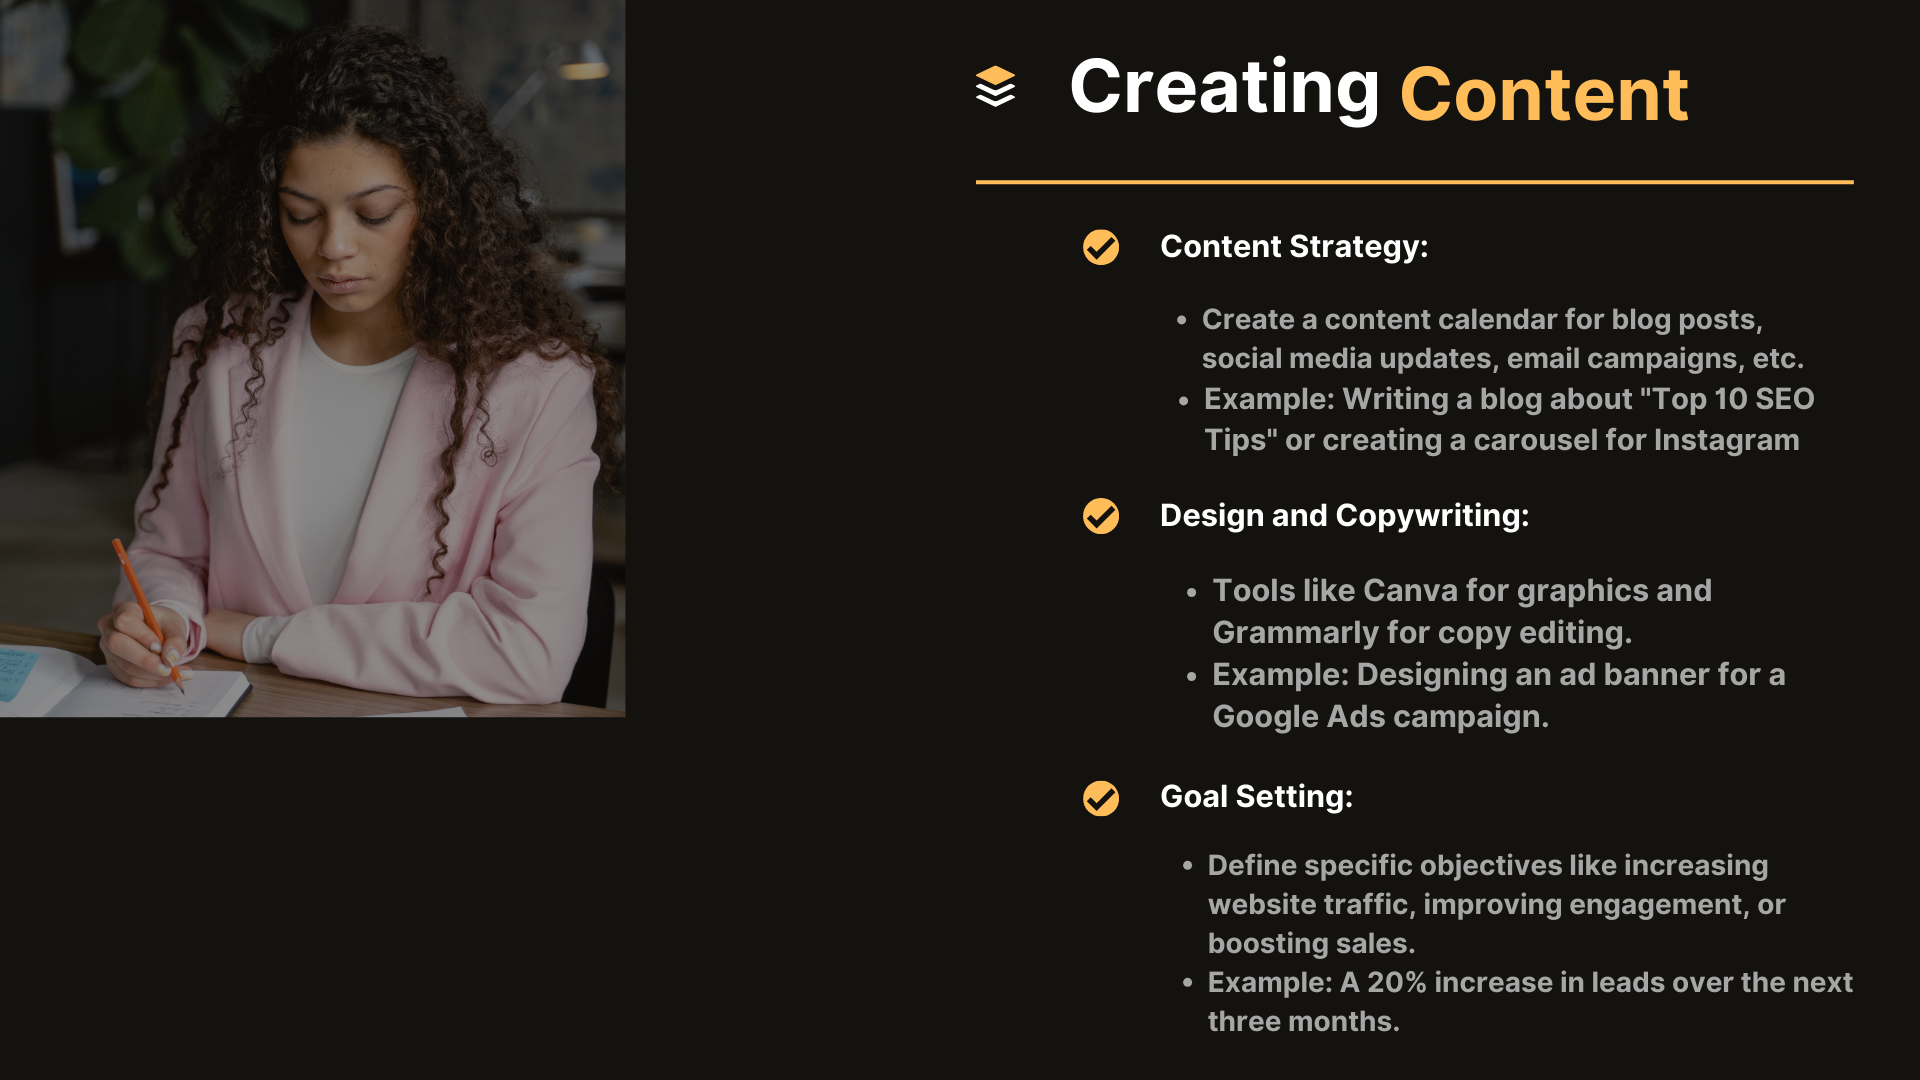 Creating Content
Content Strategy:
• Create a content calendar for blog posts,
social media updates, email campaigns, etc.
• Example: Writing a blog about "Top 10 SEO
Tips" or creating a carousel for Instagram
Design and Copywriting:
• Tools like Canva for graphics and
Grammarly for copy editing.
• Example: Designing an ad banner for a
Google Ads campaign.
Goal Setting:
• Define specific objectives like increasing
website traffic, improving engagement, or
boosting sales.
• Example: A 20% increase in leads over the next
three months.